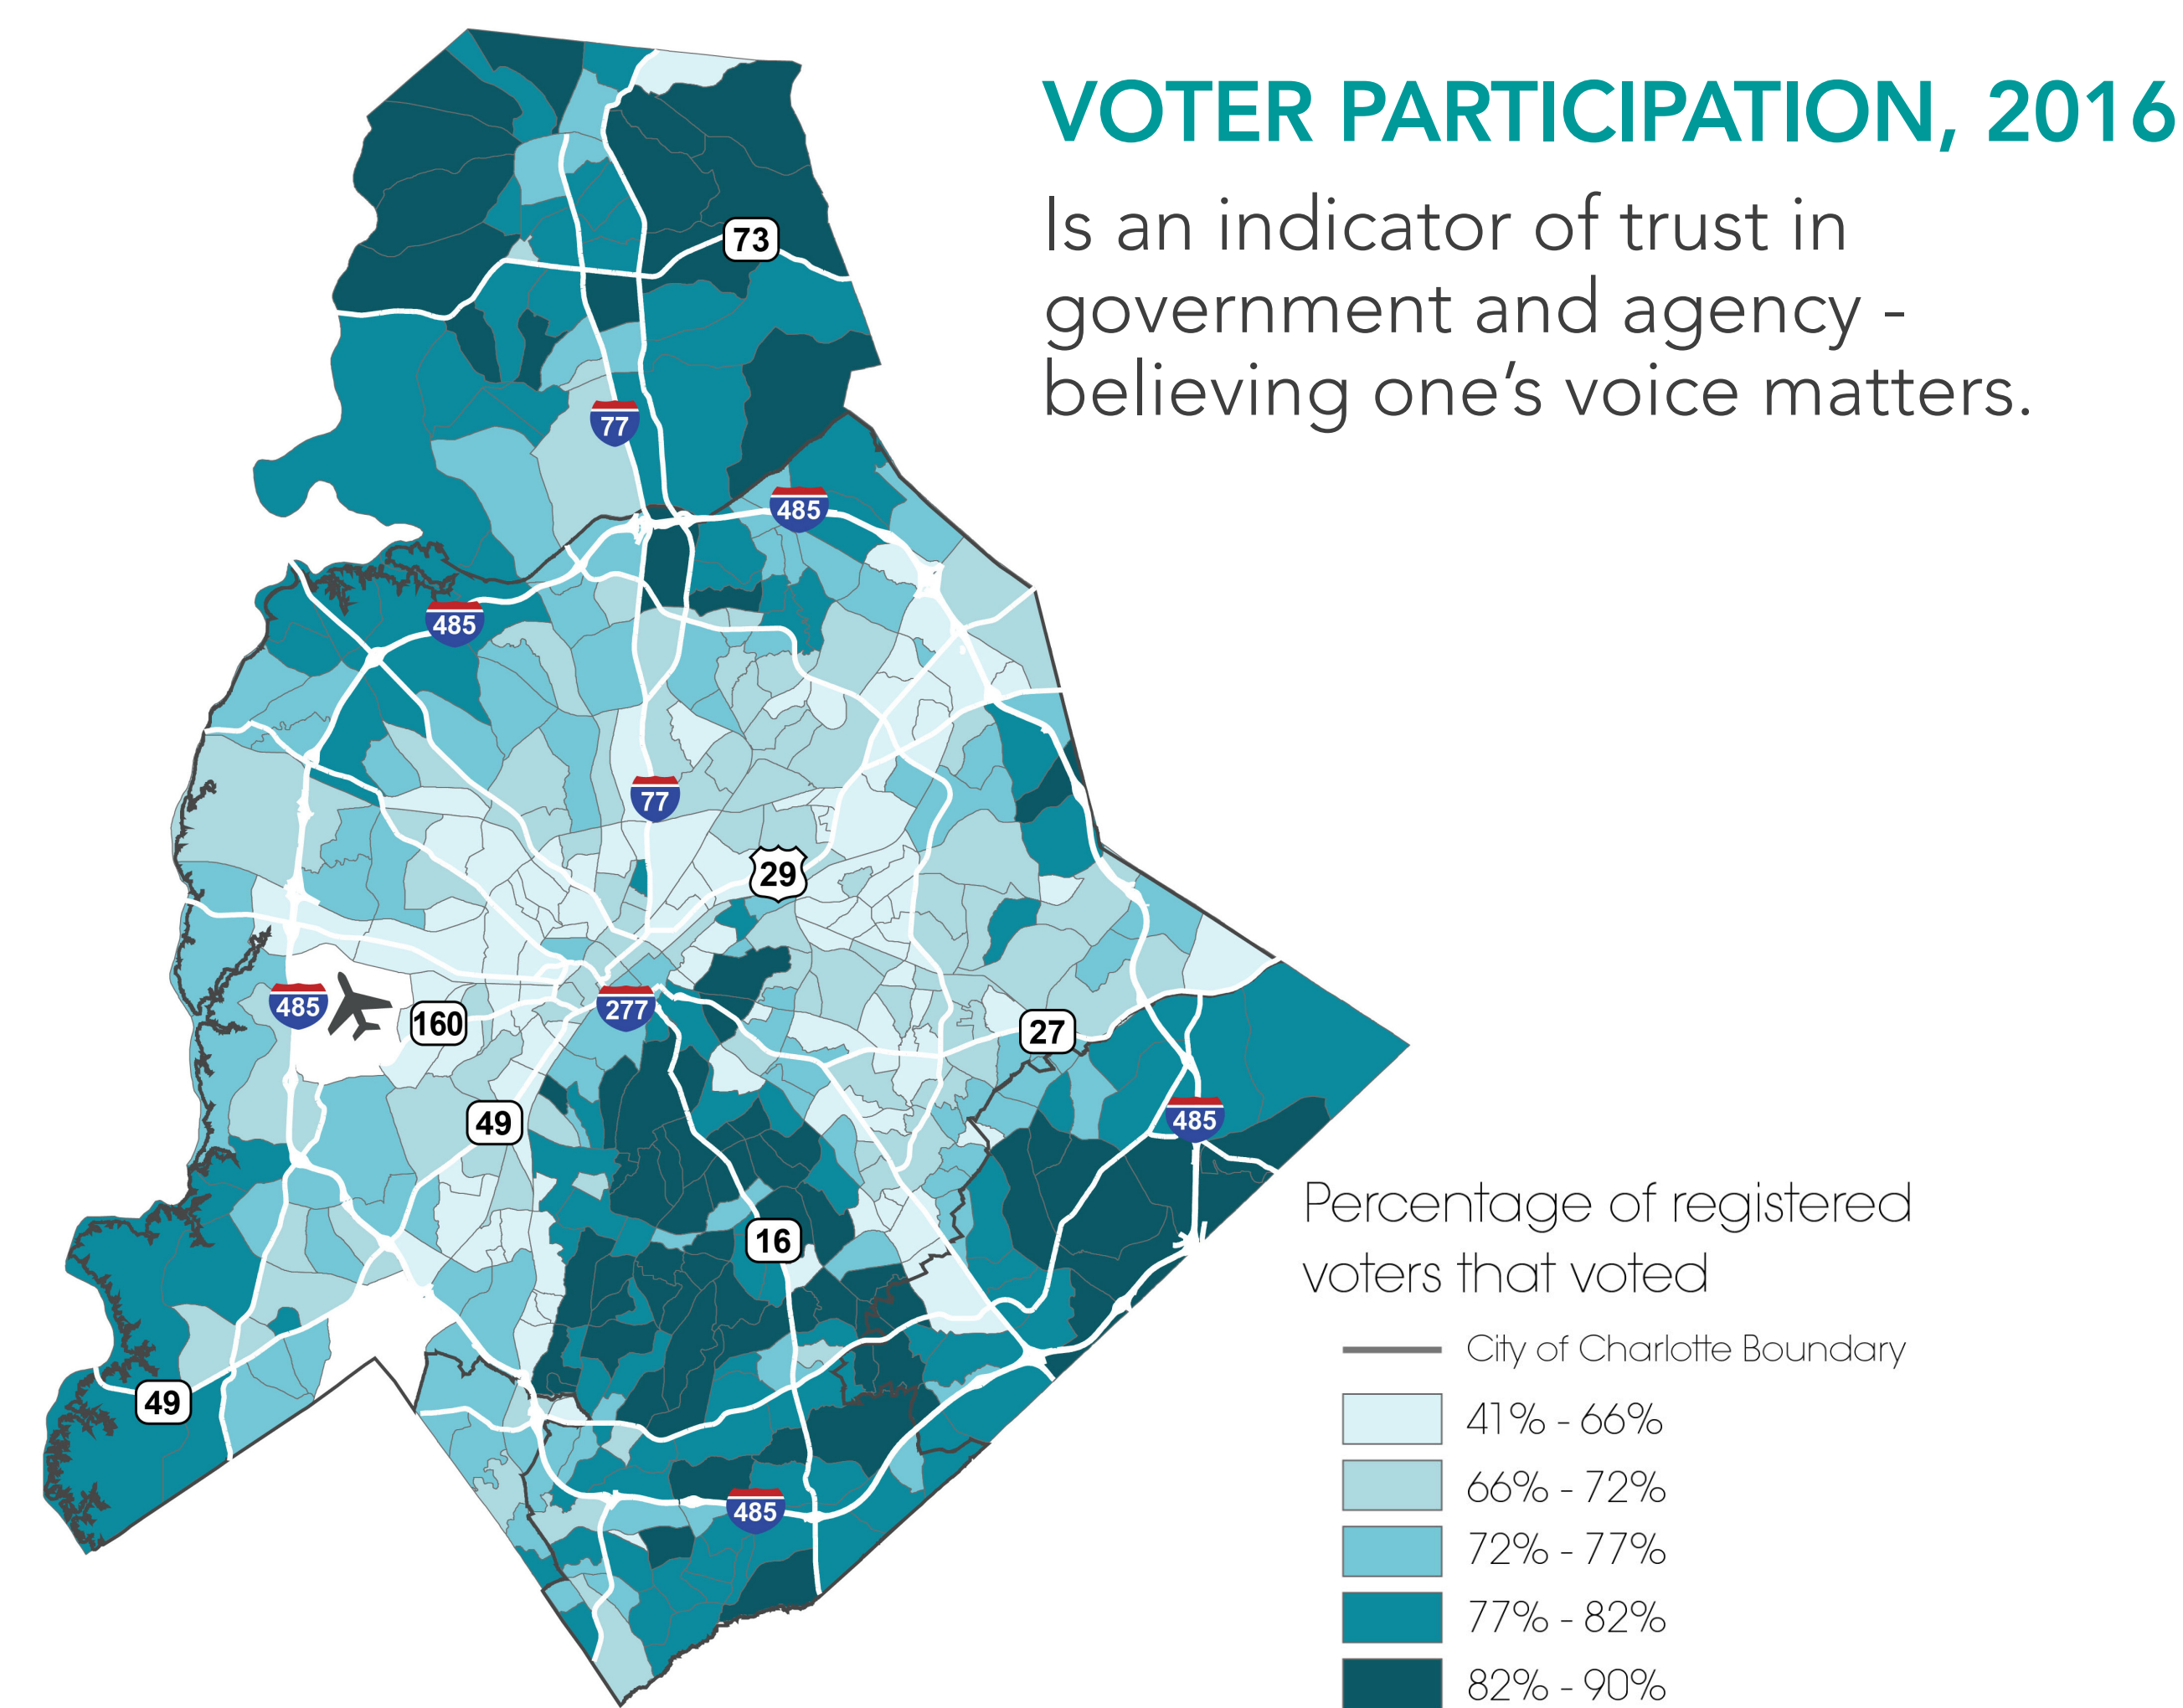 VOTER PARTICIPATION, 2016
Is an indicator of trust in
government and agency -
believing one's voice matters.
73
77
485
485
77
29
485
160
277
27
49
485
16
49
485
Percentage of registered
voters that voted
City of Charlotte Boundary
41% - 66%
66% - 72%
72% - 77%
77% - 82%
82% - 90%